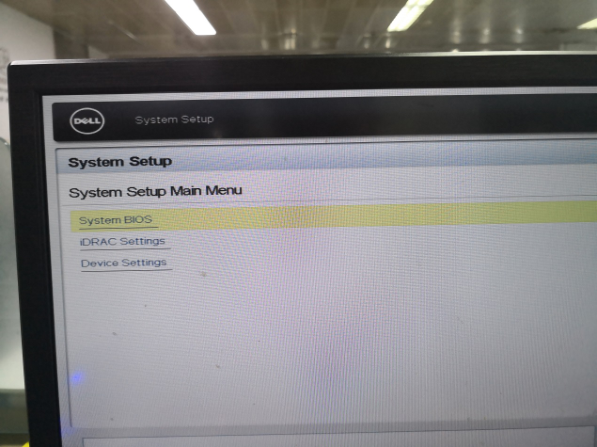 DELL System Setup
System Setup
System Setup Main Menu
System BIOS
iDRAC Settings
Device Settings